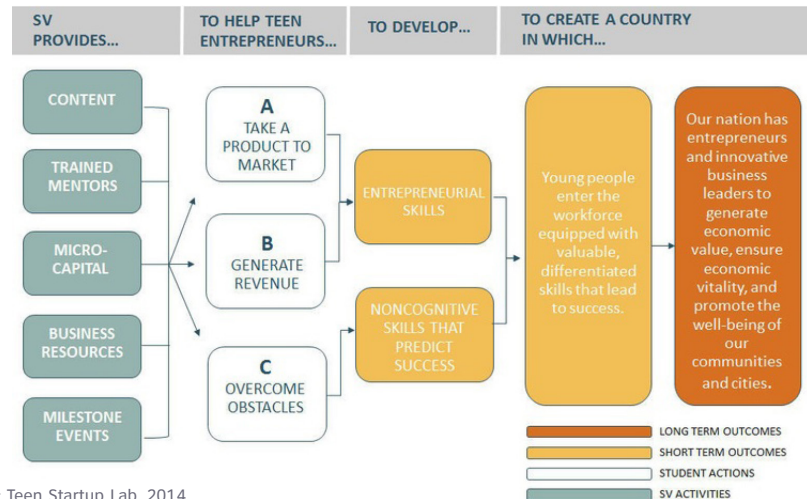 SV
PROVIDES...
TO HELP TEEN
ENTREPRENEURS...
TO DEVELOP...
TO CREATE A COUNTRY
IN WHICH...
CONTENT
TRAINED
MENTORS
MICRO-
CAPITAL
BUSINESS
RESOURCES
MILESTONE
EVENTS
A
TAKE A
PRODUCT TO
MARKET
B
GENERATE
REVENUE
C
OVERCOME
OBSTACLES
ENTREPRENEURIAL
SKILLS
NONCOGNITIVE
SKILLS THAT
PREDICT
SUCCESS
Young people
enter the
workforce
equipped with
valuable,
differentiated
skills that lead
to success.
Our nation has
entrepreneurs
and innovative
business
leaders to
generate
economic
value, ensure
economic
vitality, and
promote the
well-being of
our
communities
and cities.
LONG TERM OUTCOMES
SHORT TERM OUTCOMES
STUDENT ACTIONS
SV ACTIVITIES
Teen Startup Lab, 2014